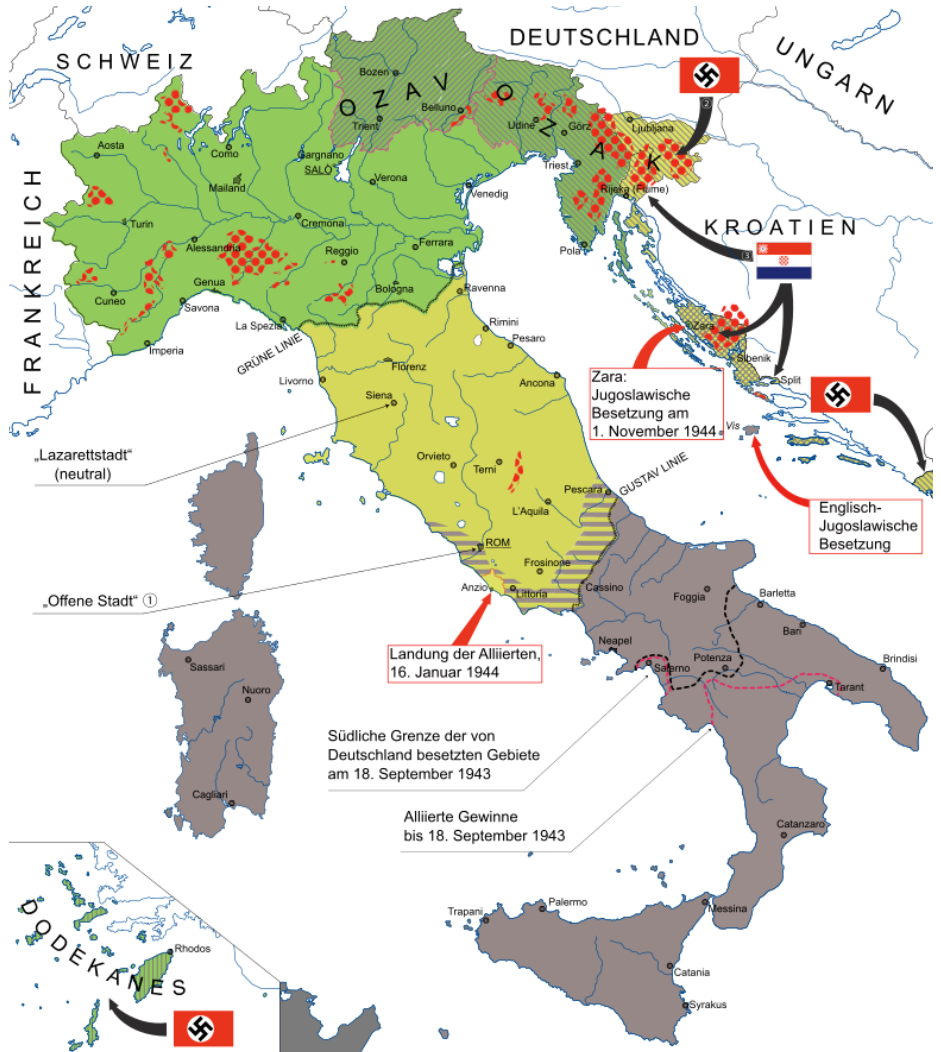 SCHWEIZ
DEUTSCHLAND
UNGARN
FRANKREICH
KROATIEN
OZAV
OZAK
Bozen
Trient
Belluno
Udine
Görz
Ljubljana
Triest
Rijeka (Fiume)
Pola
Aosta
Como
Gargnano
SALÒ
Mailand
Verona
Venedig
Turin
Cremona
Alessandria
Reggio
Ferrara
Cuneo
Genua
Bologna
Savona
Ravenna
La Spezia
Imperia
GRÜNE LINIE
Rimini
Pesaro
Florenz
Livorno
Siena
Ancona
2
3
Zara
Šibenik
Split
Vis
Zara:
Jugoslawische
Besetzung am
1. November 1944
„Lazarettstadt“
(neutral)
Orvieto
Terni
Pescara
GUSTAV LINIE
L'Aquila
Englisch-
Jugoslawische
Besetzung
ROM
Frosinone
Anzio
Littoria
Cassino
„Offene Stadt“ ①
Foggia
Barletta
Bari
Neapel
Salerno
Potenza
Brindisi
Tarant
Landung der Alliierten,
16. Januar 1944
Sassari
Nuoro
Cagliari
Südliche Grenze der von
Deutschland besetzten Gebiete
am 18. September 1943
Alliierte Gewinne
bis 18. September 1943
Catanzaro
Messina
Palermo
Trapani
Catania
Syrakus
DODEKANES
Rhodos